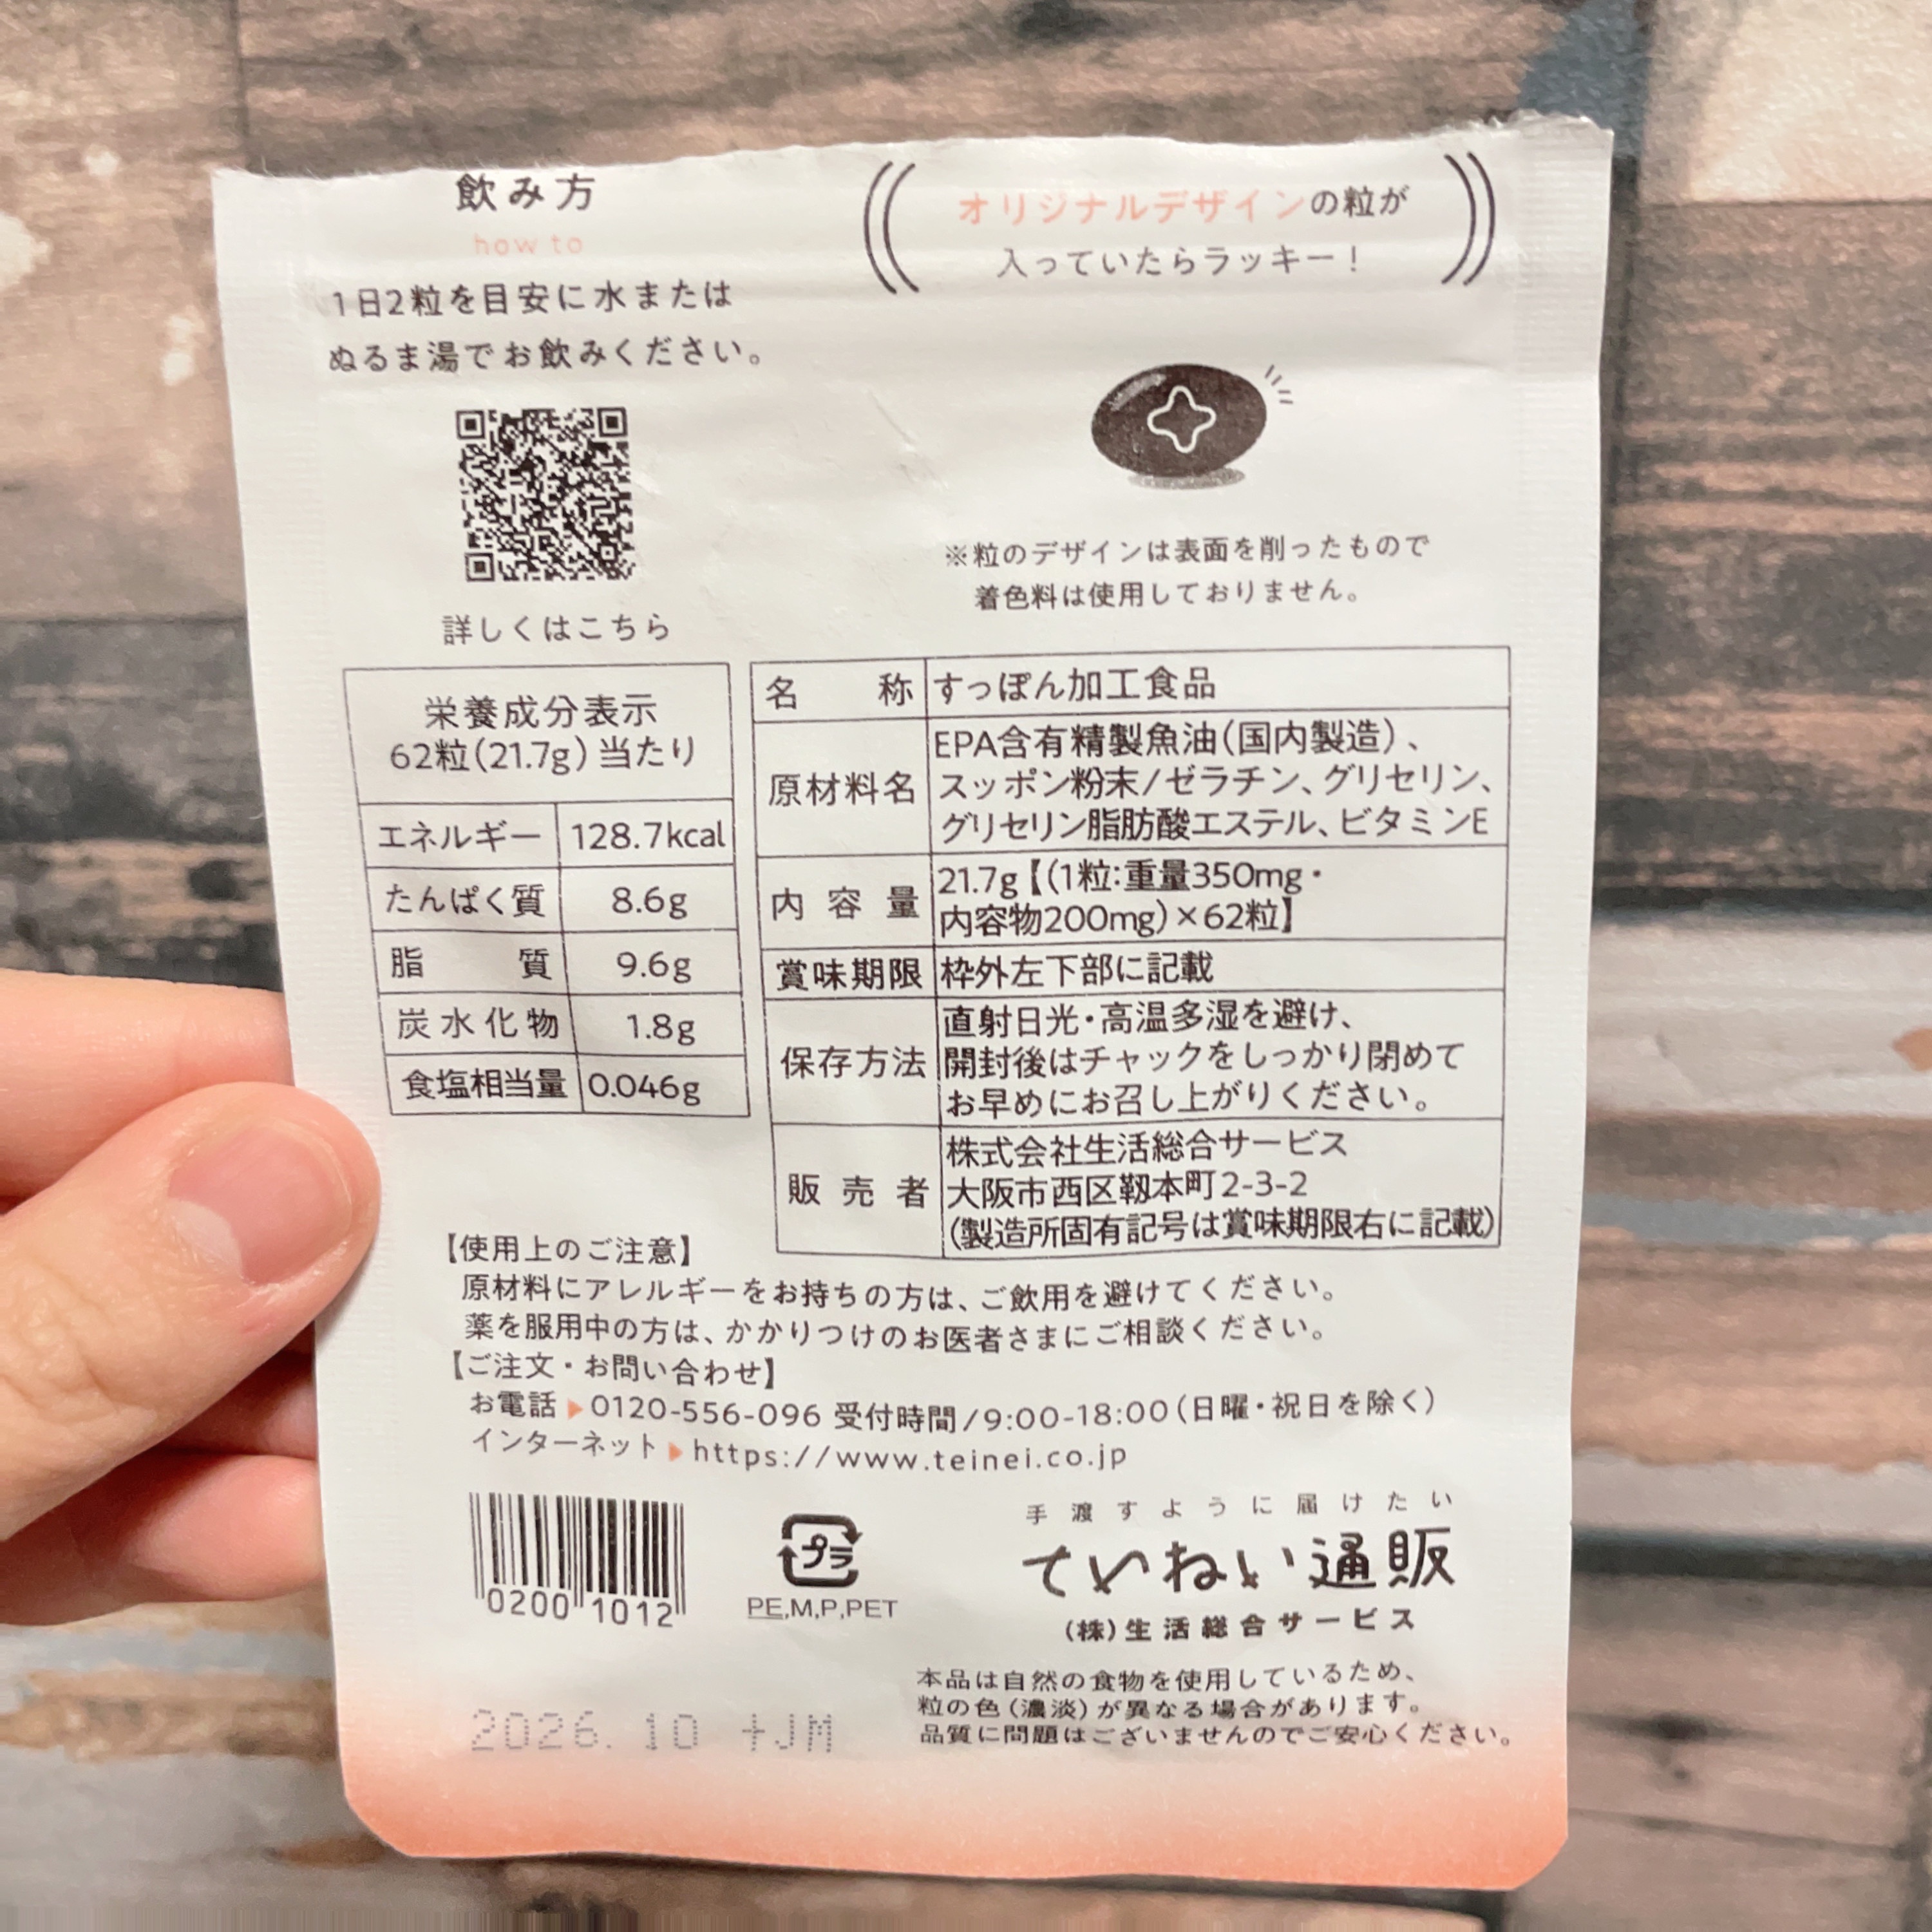 飲み方
how to
1日2粒を目安に水または
ぬるま湯でお飲みください。
詳しくはこちら
オリジナルデザインの粒が
入っていたらラッキー!
※粒のデザインは表面を削ったもので
着色料は使用しておりません。
栄養成分表示
62粒(21.7g)当たり
エネルギー 128.7kcal
たんぱく質 8.6g
脂質 9.6g
炭水化物 1.8g
食塩相当量 0.046g
名称 すっぽん加工食品
原材料名 EPA含有精製魚油(国内製造)、
スッポン粉末/ゼラチン、グリセリン、
グリセリン脂肪酸エステル、ビタミンE
内容量 21.7g【(1粒:重量350mg・
内容物200mg)×62粒】
賞味期限 枠外左下部に記載
保存方法 直射日光・高温多湿を避け、
開封後はチャックをしっかり閉めて
お早めにお召し上がりください。
販売者 株式会社生活総合サービス
大阪市西区靱本町2-3-2
(製造所固有記号は賞味期限右に記載)
【使用上のご注意】
原材料にアレルギーをお持ちの方は、ご飲用を避けてください。
薬を服用中の方は、かかりつけのお医者さまにご相談ください。
【ご注文・お問い合わせ】
お電話▶0120-556-096 受付時間/9:00-18:00(日曜・祝日を除く)
インターネット▶https://www.teinei.co.jp
0200 1012
プラ
PE,M,P,PET
手渡すように届けたい
ていねい通販
(株)生活総合サービス
本品は自然の食物を使用しているため、
粒の色(濃淡)が異なる場合があります。
品質に問題はございませんのでご安心ください。
2026.10 +JM